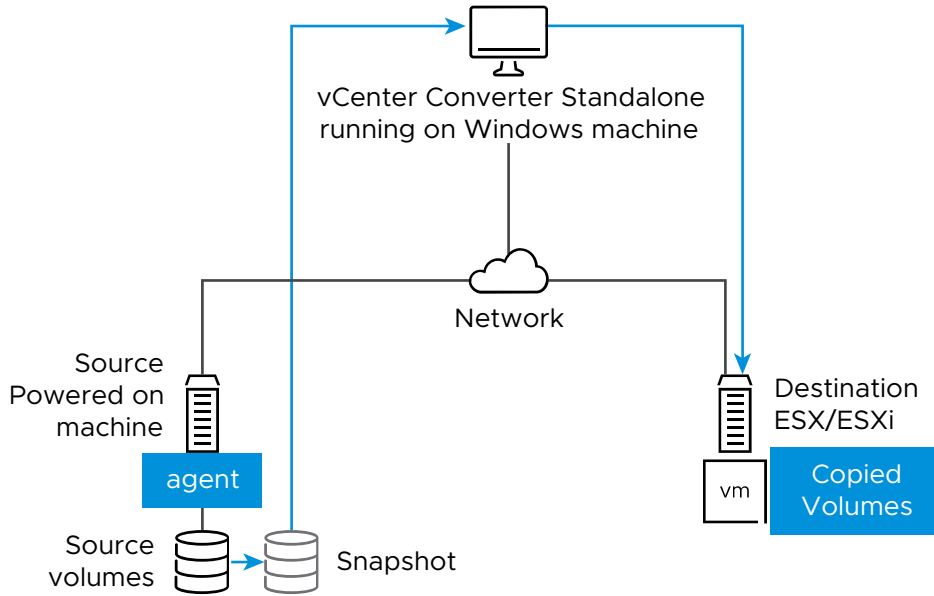 vCenter Converter Standalone
running on Windows machine
Network
Source
Powered on
machine
agent
Source
volumes
Snapshot
Destination
ESX/ESXi
vm
Copied
Volumes